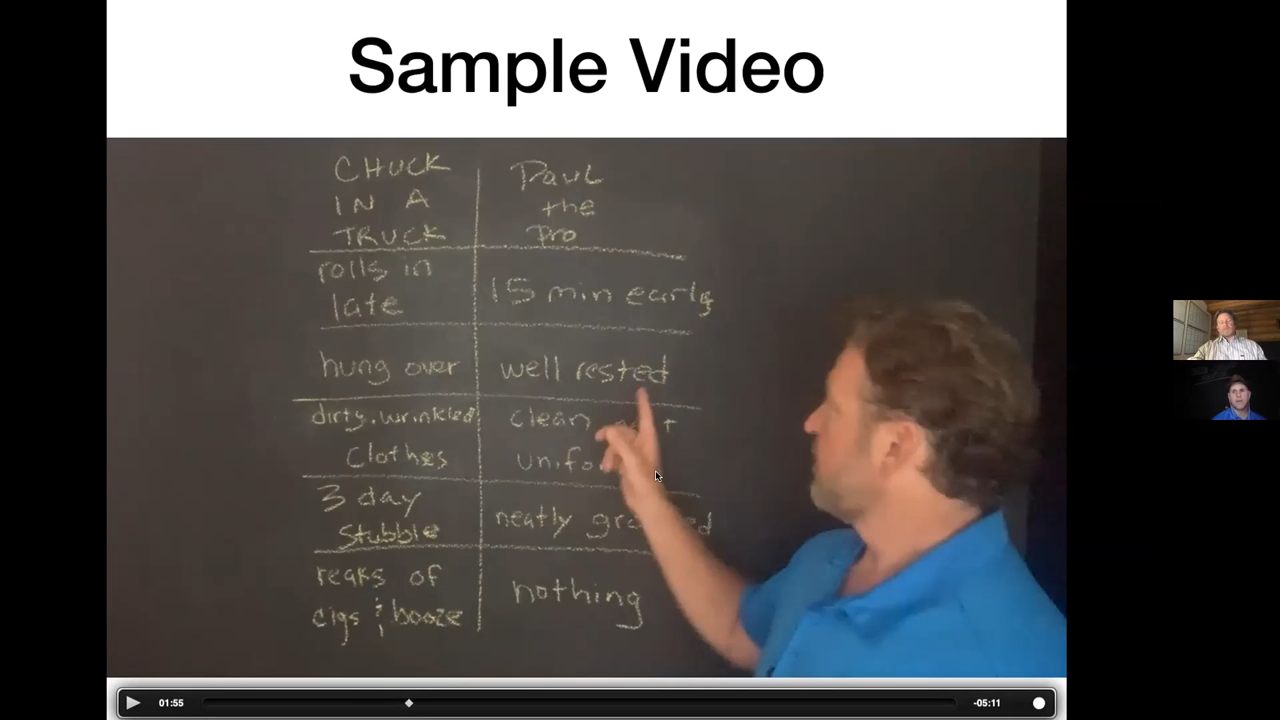 Sample Video
CHUCK
IN A
TRUCK
Paul
the
Pro
rolls in
late
15 min early
hung over
well rested
dirty, wrinkled
Clothes
clean
3 day
Stubble
neatly
reaks of
cigs & booze
nothing
01:55
-05:11